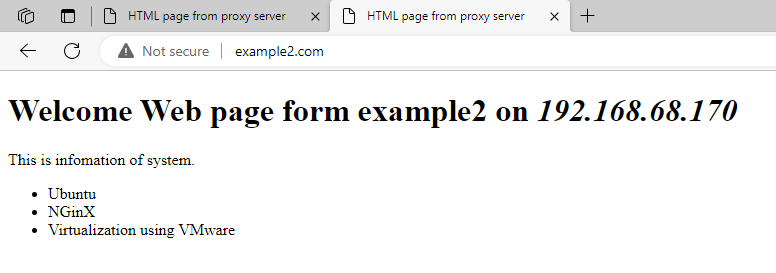 HTML page from proxy server
HTML page from proxy server
Not secure
example2.com
Welcome Web page form example2 on 192.168.68.170
This is infomation of system.
Ubuntu
NGinX
Virtualization using VMware